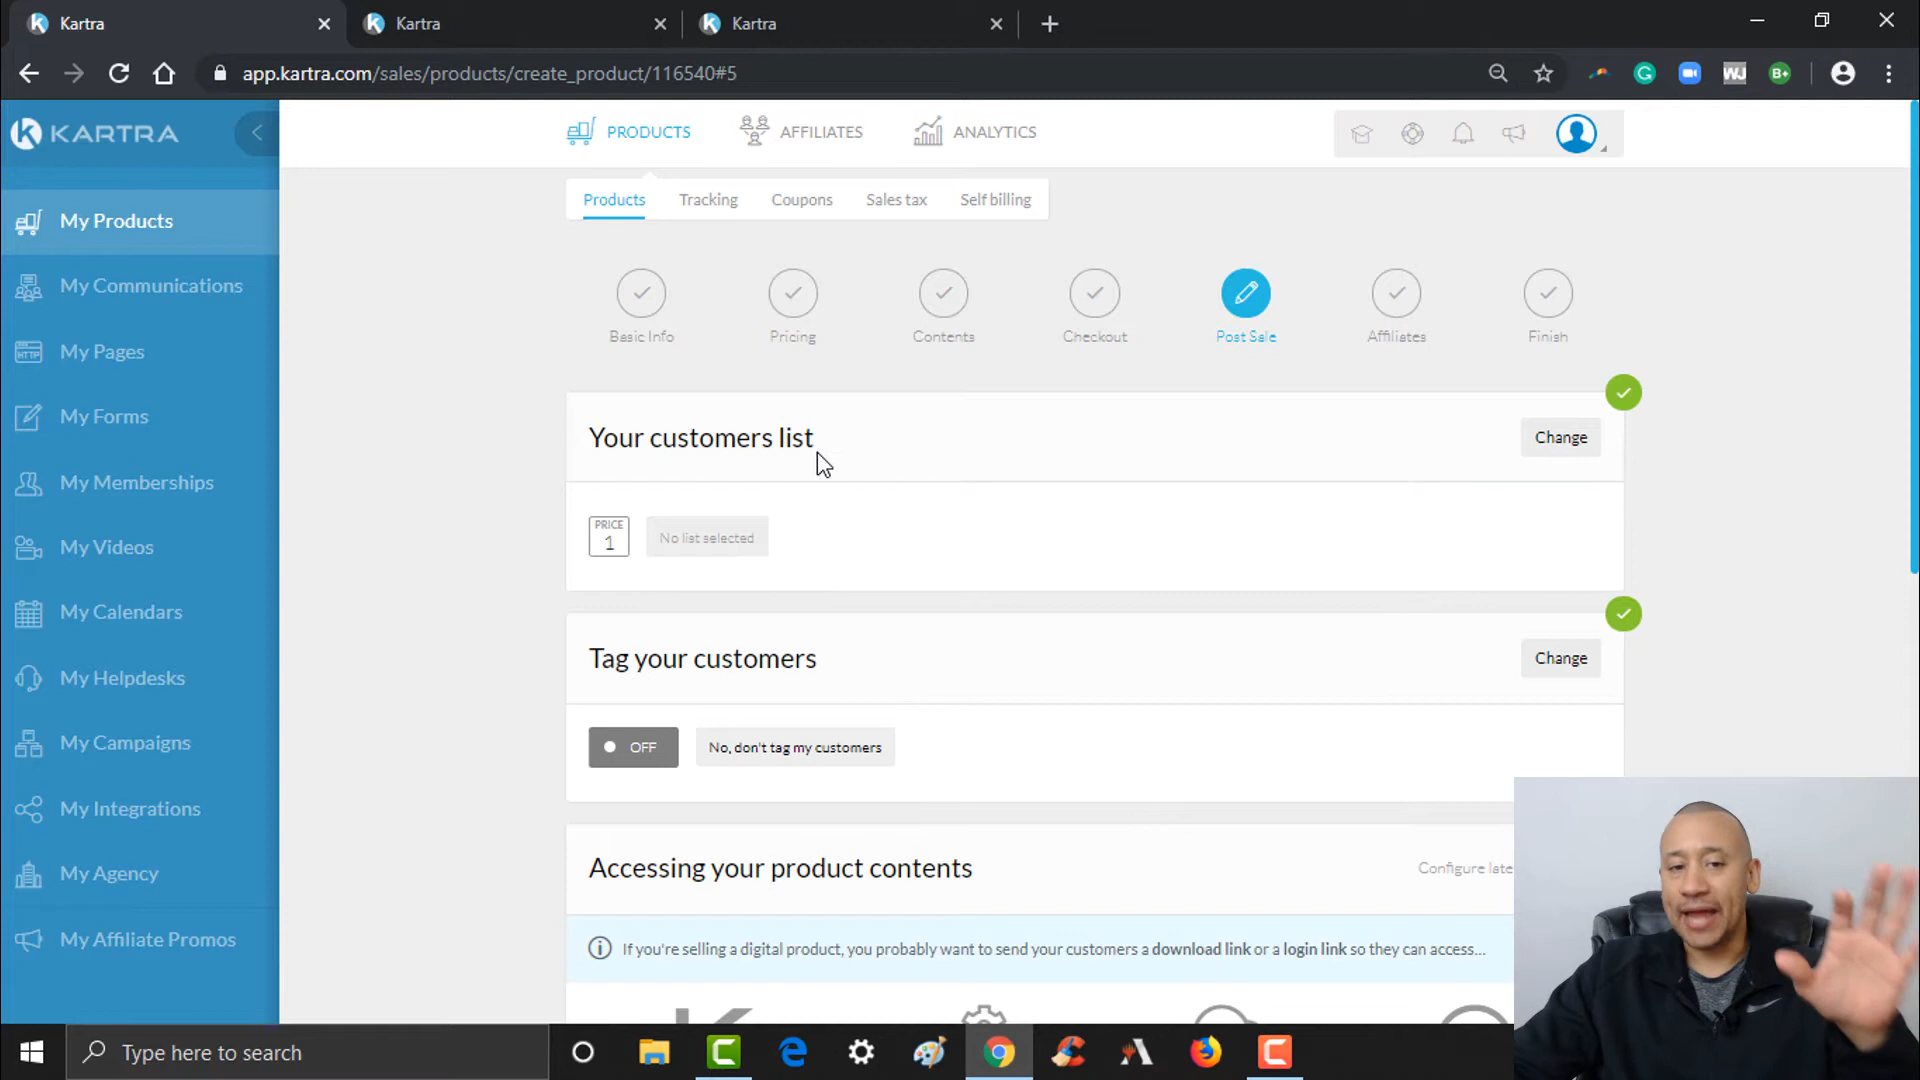 Kartra
Kartra
Kartra
app.kartra.com/sales/products/create_product/116540#5
KARTRA
PRODUCTS
AFFILIATES
ANALYTICS
Products
Tracking
Coupons
Sales tax
Self billing
My Products
My Communications
My Pages
My Forms
My Memberships
My Videos
My Calendars
My Helpdesks
My Campaigns
My Integrations
My Agency
My Affiliate Promos
Basic Info
Pricing
Contents
Checkout
Post Sale
Affiliates
Finish
Your customers list
Change
PRICE
1
No list selected
Tag your customers
Change
OFF
No, don't tag my customers
Accessing your product contents
Configure late
If you're selling a digital product, you probably want to send your customers a download link or a login link so they can access...
HTTP
WJ
B+
Type here to search